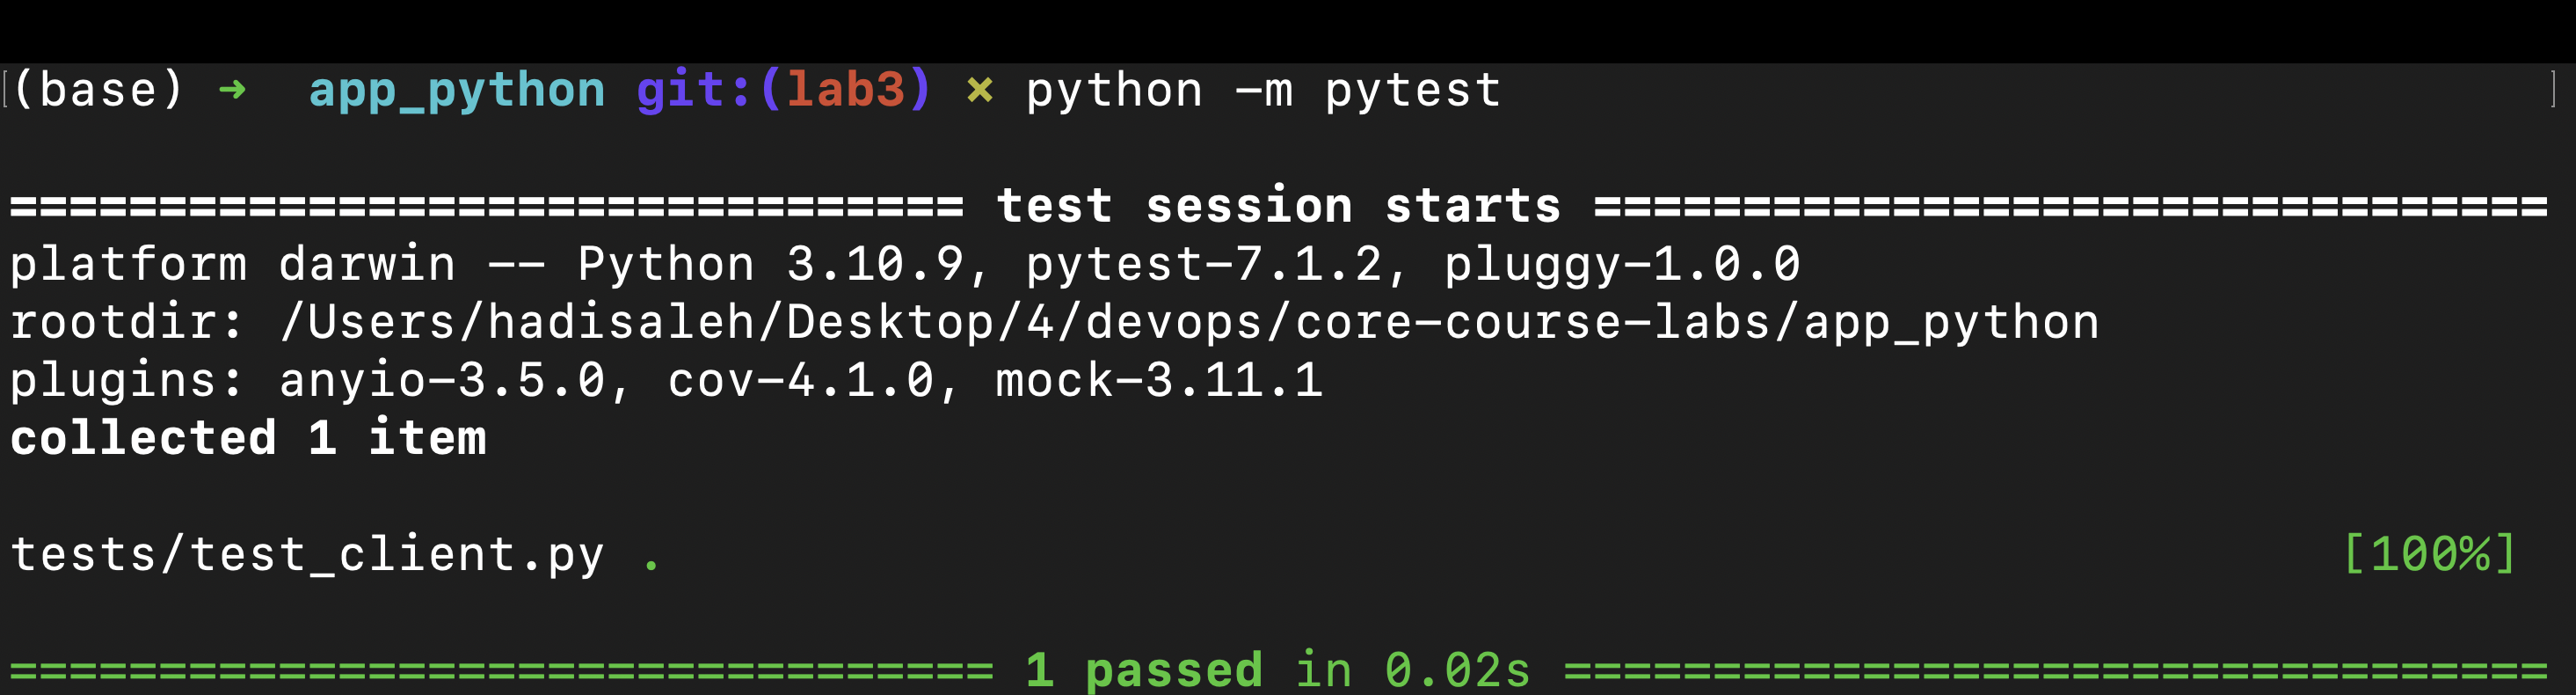 (base) ➜ app_python git:(lab3) ✗ python -m pytest
================================ test session starts ================================
platform darwin -- Python 3.10.9, pytest-7.1.2, pluggy-1.0.0
rootdir: /Users/hadisaleh/Desktop/4/devops/core-course-labs/app_python
plugins: anyio-3.5.0, cov-4.1.0, mock-3.11.1
collected 1 item
tests/test_client.py . [100%]
================================= 1 passed in 0.02s =================================